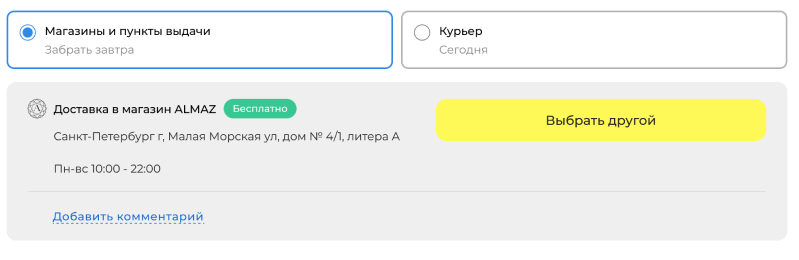 Магазины и пункты выдачи
Забрать завтра
Курьер
Сегодня
Доставка в магазин ALMAZ Бесплатно
Санкт-Петербург г, Малая Морская ул, дом № 4/1, литера А
Пн-вс 10:00 - 22:00
Выбрать другой
Добавить комментарий